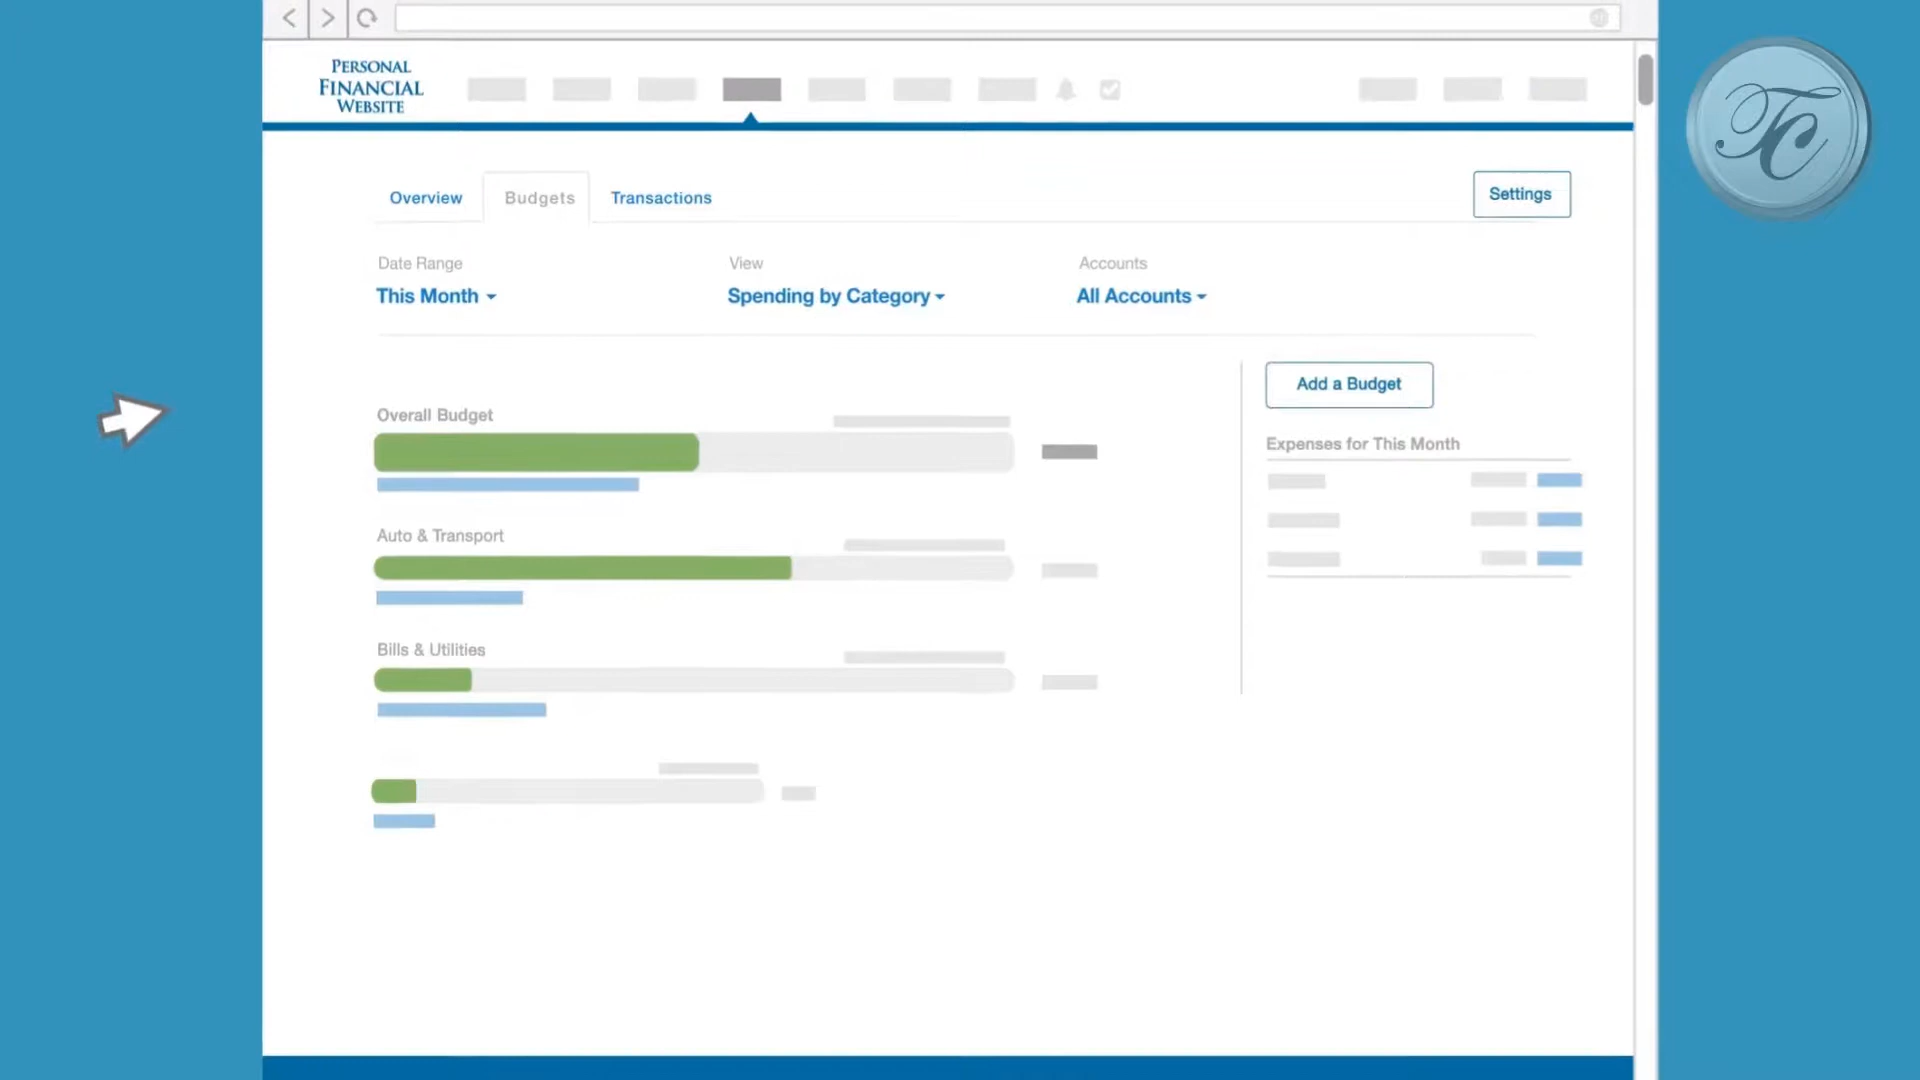 PERSONAL
FINANCIAL
WEBSITE
Overview
Budgets
Transactions
Settings
Date Range
View
Accounts
This Month
Spending by Category
All Accounts
Add a Budget
Overall Budget
Expenses for This Month
Auto & Transport
Bills & Utilities
TC